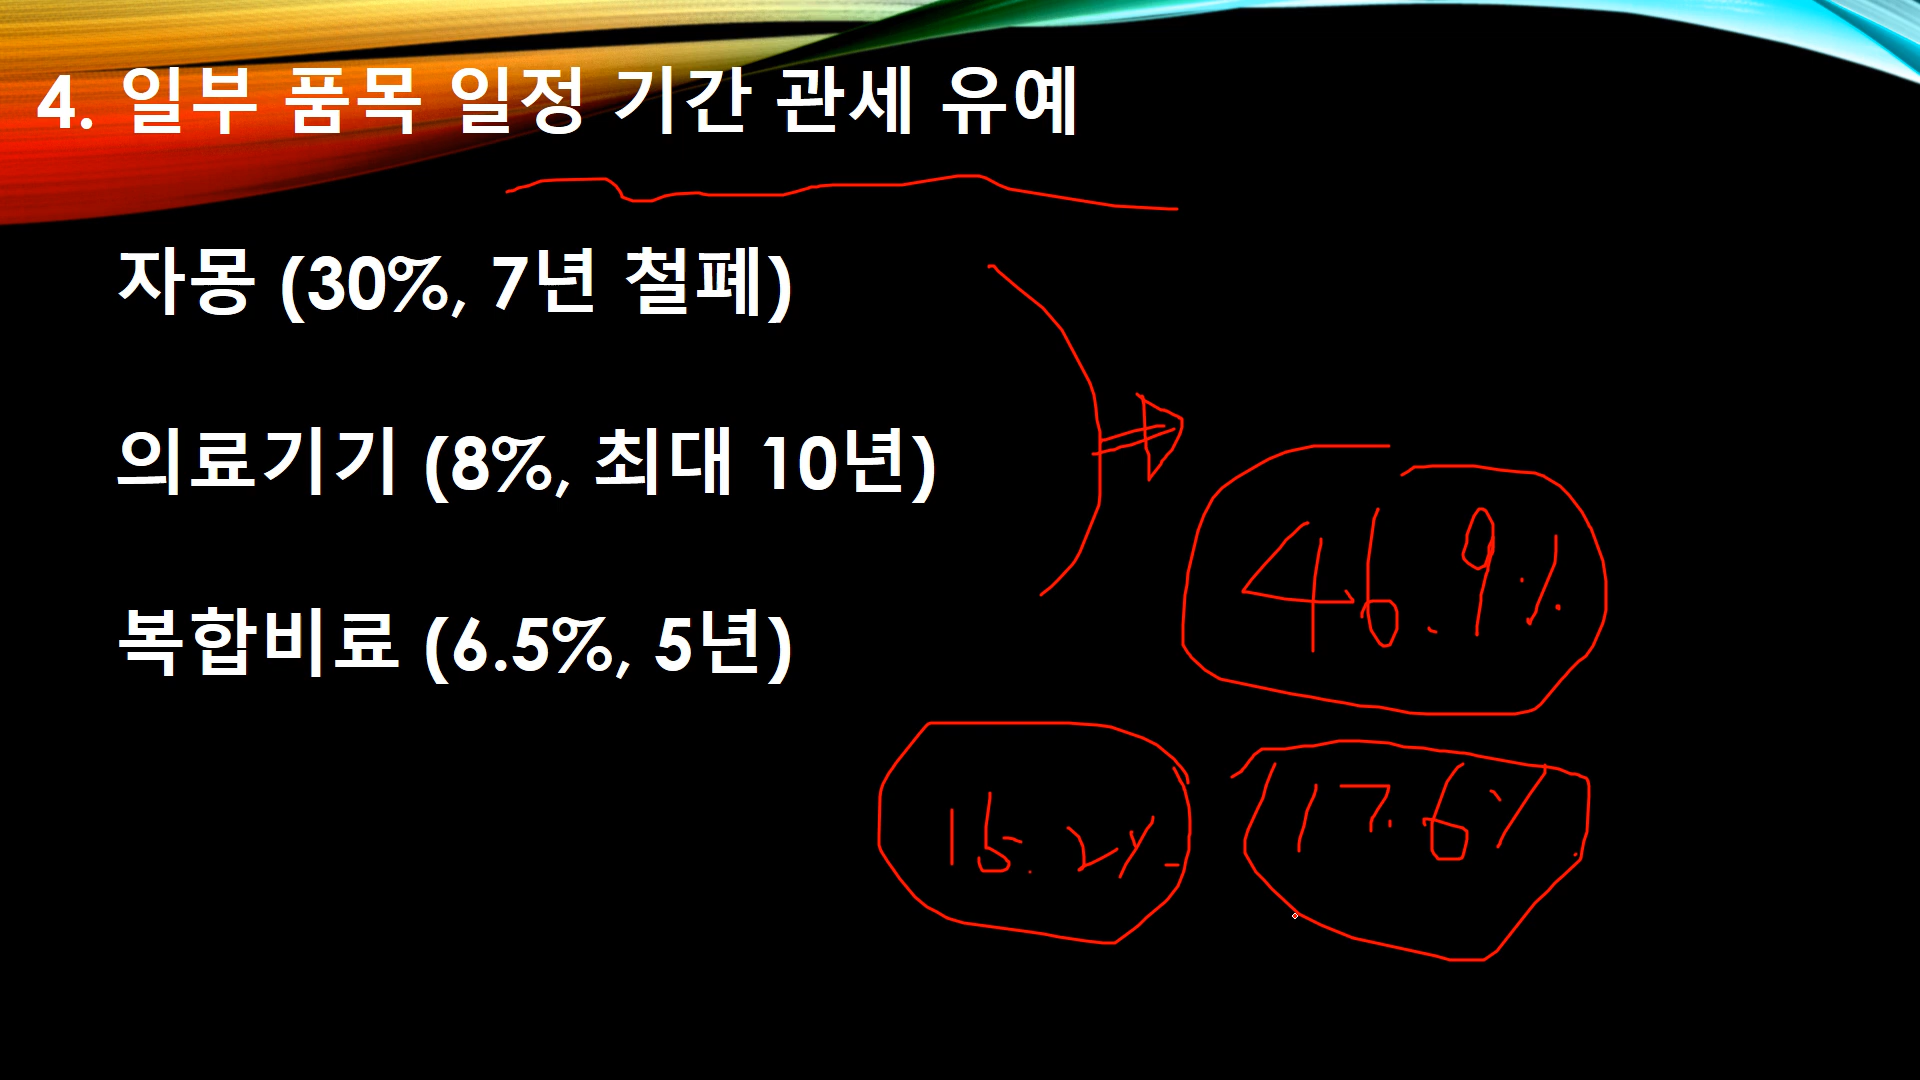 4. 일부 품목 일정 기간 관세 유예
자몽 (30%, 7년 철폐)
의료기기 (8%, 최대 10년)
복합비료 (6.5%, 5년)
46.9%
15.2%
17.6%